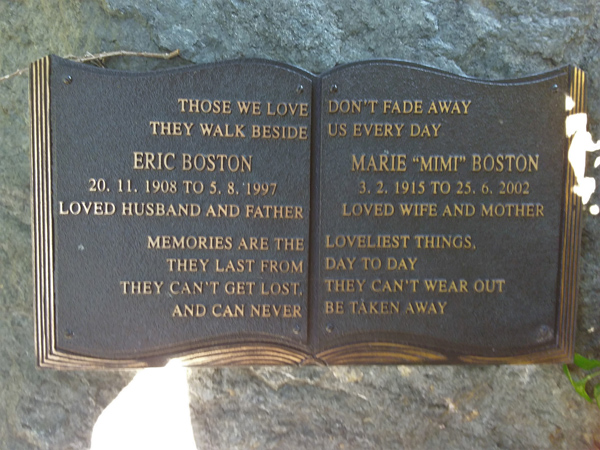 THOSE WE LOVE DON'T FADE AWAY
THEY WALK BESIDE US EVERY DAY
ERIC BOSTON
20. 11. 1908 TO 5. 8. 1997
LOVED HUSBAND AND FATHER
MARIE "MIMI" BOSTON
3. 2. 1915 TO 25. 6. 2002
LOVED WIFE AND MOTHER
MEMORIES ARE THE LOVELIEST THINGS,
THEY LAST FROM DAY TO DAY
THEY CAN'T GET LOST, THEY CAN'T WEAR OUT
AND CAN NEVER BE TAKEN AWAY